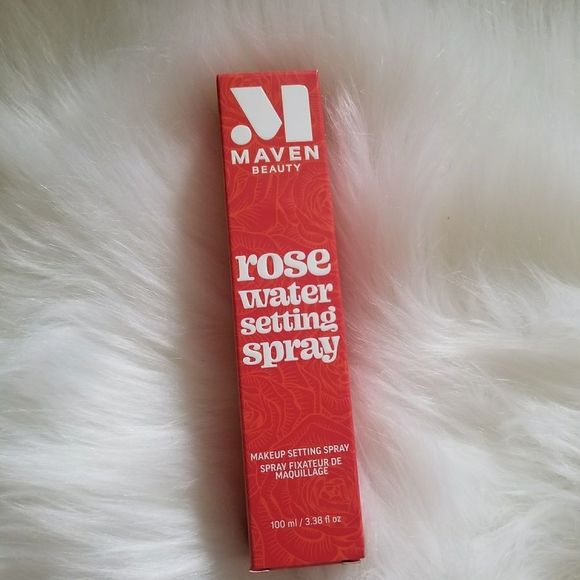 M
MAVEN
BEAUTY
rose
water
setting
spray
MAKEUP SETTING SPRAY
SPRAY FIXATEUR DE
MAQUILLAGE
100 ml / 3.38 fl oz